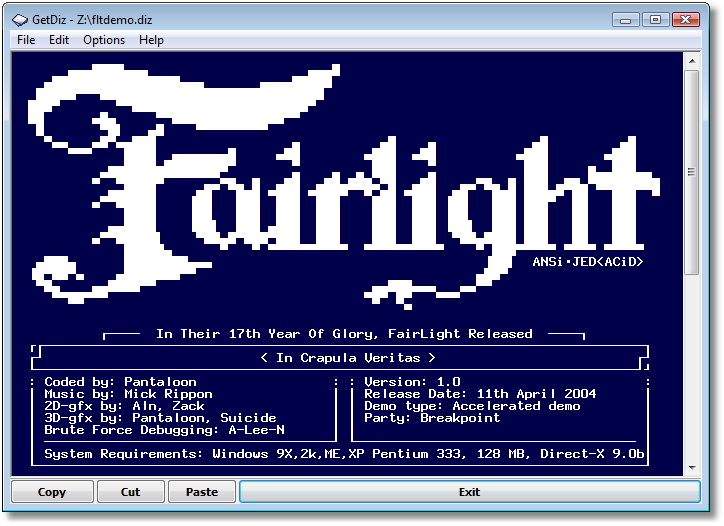 GetDiz - Z:\fltdemo.diz
File Edit Options Help
Fairlight
ANSi•JED<ACiD>
In Their 17th Year Of Glory, FairLight Released
< In Crapula Veritas >
: Coded by: Pantaloon : : Version: 1.0 :
Music by: Mick Rippon Release Date: 11th April 2004
2D-gfx by: Aln, Zack Demo type: Accelerated demo
3D-gfx by: Pantaloon, Suicide Party: Breakpoint
Brute Force Debugging: A-Lee-N
System Requirements: Windows 9X,2k,ME,XP Pentium 333, 128 MB, Direct-X 9.0b
Copy Cut Paste Exit